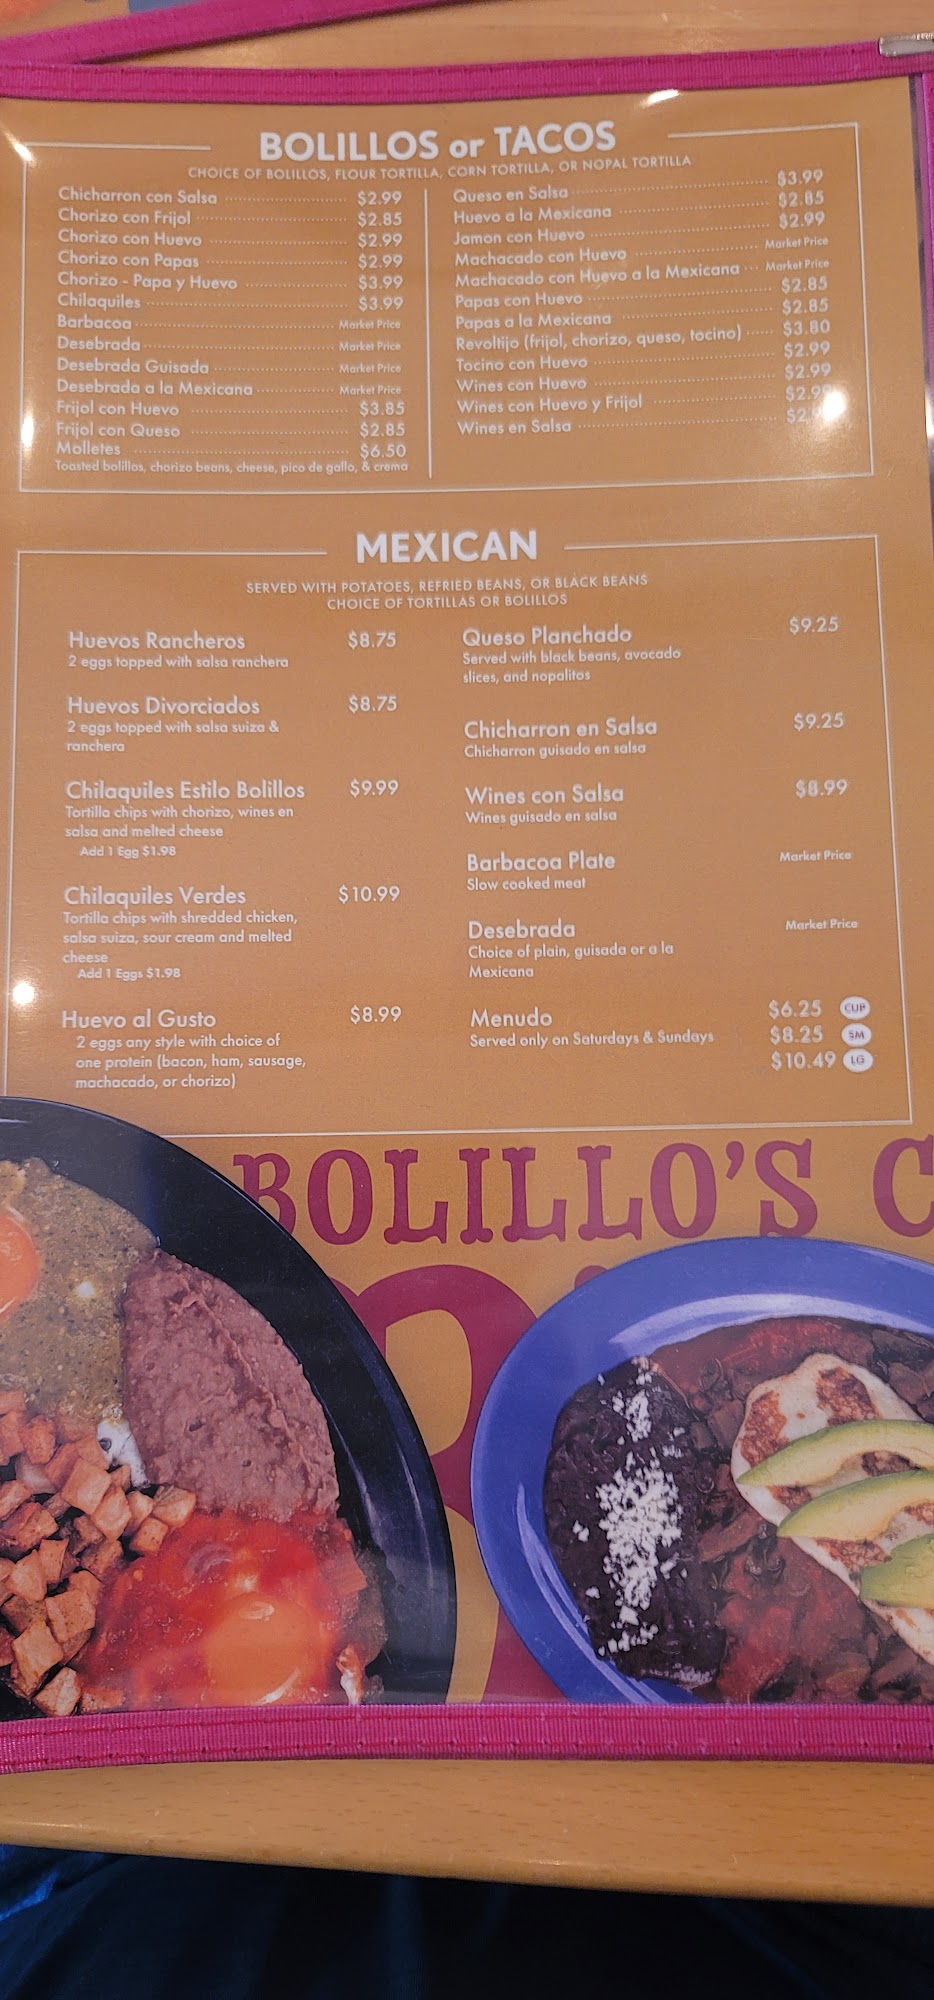 BOLILLOS or TACOS
CHOICE OF BOLILLOS, FLOUR TORTILLA, CORN TORTILLA, OR NOPAL TORTILLA
Chicharron con Salsa $2.99
Chorizo con Frijol $2.85
Chorizo con Huevo $2.99
Chorizo con Papas $2.99
Chorizo - Papa y Huevo $3.99
Chilaquiles $3.99
Barbacoa Market Price
Desebrada Market Price
Desebrada Guisada Market Price
Desebrada a la Mexicana Market Price
Frijol con Huevo $3.85
Frijol con Queso $2.85
Molletes $6.50
Toasted bolillos, chorizo beans, cheese, pico de gallo, & crema
Queso en Salsa $3.99
Huevo a la Mexicana $2.85
Jamon con Huevo $2.99
Machacado con Huevo Market Price
Machacado con Huevo a la Mexicana Market Price
Papas con Huevo $2.85
Papas a la Mexicana $2.85
Revoltijo (frijol, chorizo, queso, tocino) $3.80
Tocino con Huevo $2.99
Wines con Huevo $2.99
Wines con Huevo y Frijol
Wines en Salsa
MEXICAN
SERVED WITH POTATOES, REFRIED BEANS, OR BLACK BEANS
CHOICE OF TORTILLAS OR BOLILLOS
Huevos Rancheros $8.75
2 eggs topped with salsa ranchera
Huevos Divorciados $8.75
2 eggs topped with salsa suiza &
ranchera
Chilaquiles Estilo Bolillos $9.99
Tortilla chips with chorizo, wines en
salsa and melted cheese
Add 1 Egg $1.98
Chilaquiles Verdes $10.99
Tortilla chips with shredded chicken,
salsa suiza, sour cream and melted
cheese
Add 1 Eggs $1.98
Huevo al Gusto $8.99
2 eggs any style with choice of
one protein (bacon, ham, sausage,
machacado, or chorizo)
Queso Planchado $9.25
Served with black beans, avocado
slices, and nopalitos
Chicharron en Salsa $9.25
Chicharron guisado en salsa
Wines con Salsa $8.99
Wines guisado en salsa
Barbacoa Plate Market Price
Slow cooked meat
Desebrada Market Price
Choice of plain, guisada or a la
Mexicana
Menudo $6.25 CUP
Served only on Saturdays & Sundays $8.25 SM
$10.49 LG
BOLILLO'S C